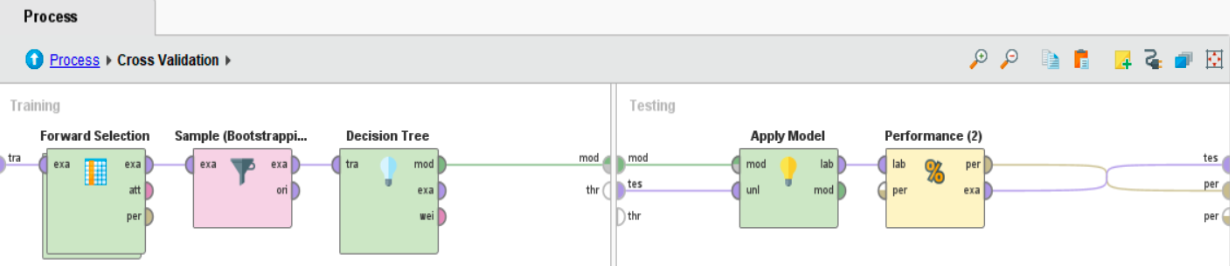 Process
Process Cross Validation
Training
Testing
Forward Selection Sample (Bootstrappi... Decision Tree Apply Model Performance (2)
tra exa exa exa exa tra mod mod mod mod lab lab per tes
att ori exa thr tes unl mod per exa per
per wei thr per